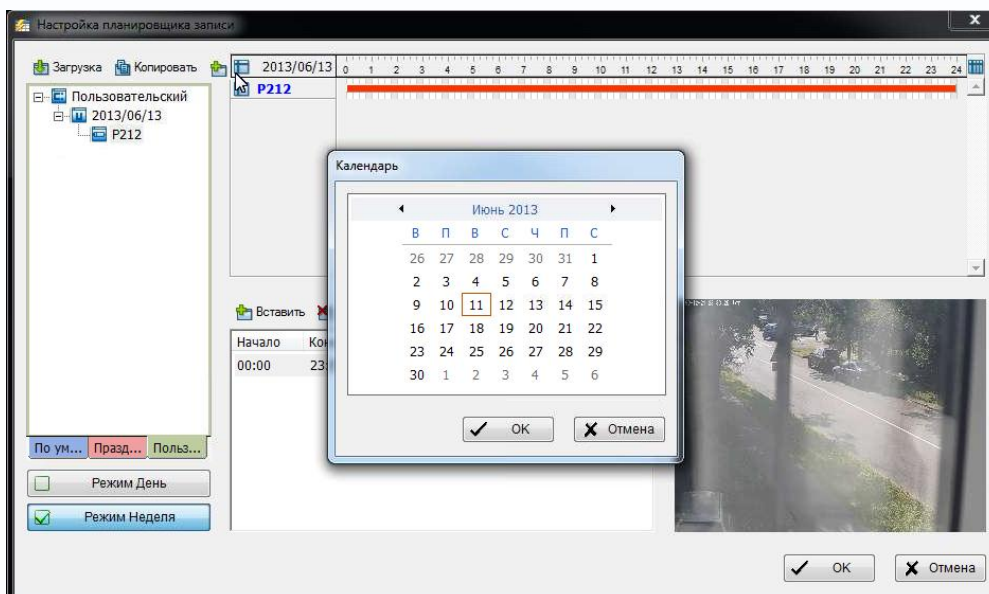 Настройка планировщика записи
X
Загрузка Копировать
2013/06/13 0 1 2 3 4 5 6 7 8 9 10 11 12 13 14 15 16 17 18 19 20 21 22 23 24
P212
Пользовательский
2013/06/13
P212
Календарь
Июнь 2013
В П В С Ч П С
26 27 28 29 30 31 1
2 3 4 5 6 7 8
9 10 11 12 13 14 15
16 17 18 19 20 21 22
23 24 25 26 27 28 29
30 1 2 3 4 5 6
OK Отмена
Вставить
Начало Кон
00:00 23:
По ум... Празд... Польз...
Режим День
Режим Неделя
OK Отмена